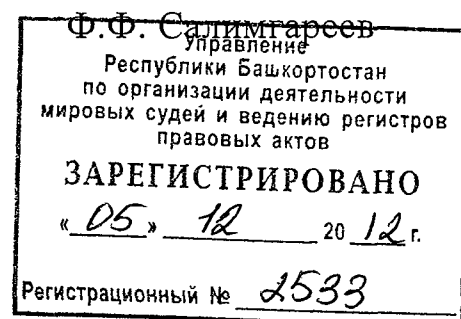 Ф.Ф. Салимгареев
Управление
Республики Башкортостан
по организации деятельности
мировых судей и ведению регистров
правовых актов
ЗАРЕГИСТРИРОВАНО
« 05 » 12 20 12 г.
Регистрационный № 2533